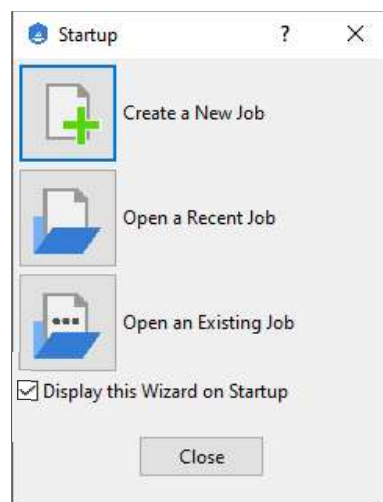 Startup ?
Create a New Job
Open a Recent Job
Open an Existing Job
Display this Wizard on Startup
Close